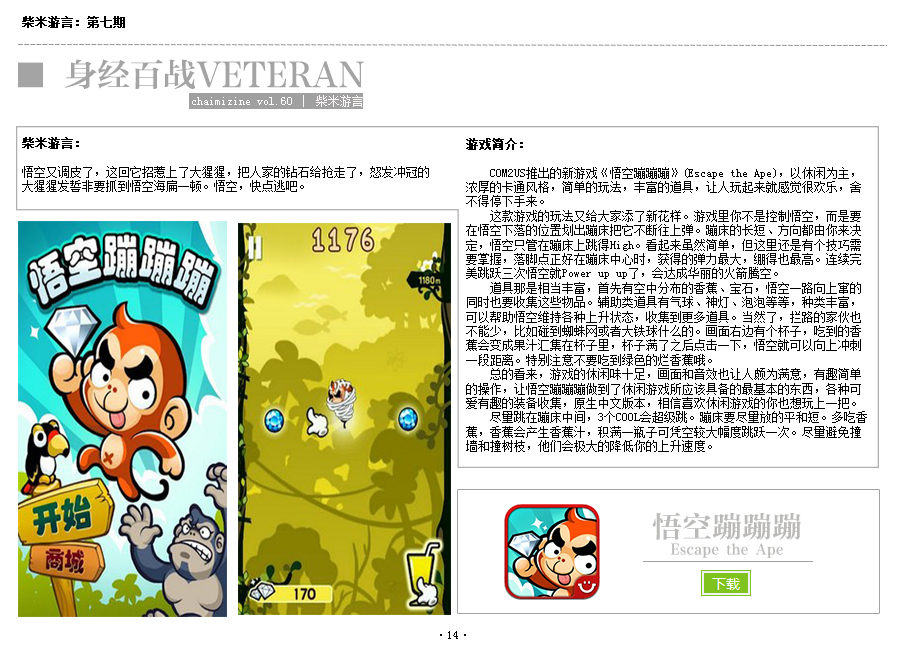 柴米游言：第七期
身经百战VETERAN
chaimizine vol.60 | 柴米游言
柴米游言：
悟空又调皮了，这回它招惹上了大猩猩，把人家的钻石给抢走了，怒发冲冠的
大猩猩发誓非要抓到悟空海扁一顿。悟空，快点逃吧。
悟空蹦蹦蹦
开始
商城
1176
1180m
170
游戏简介：
COM2US推出的新游戏《悟空蹦蹦蹦》(Escape the Ape)，以休闲为主，
浓厚的卡通风格，简单的玩法，丰富的道具，让人玩起来就感觉很欢乐，舍
不得停下手来。
这款游戏的玩法又给大家添了新花样。游戏里你不是控制悟空，而是要
在悟空下落的位置划出蹦床把它不断往上弹。蹦床的长短、方向都由你来决
定，悟空只管在蹦床上跳得High。看起来虽然简单，但这里还是有个技巧需
要掌握，落脚点正好在蹦床中心时，获得的弹力最大，绷得也最高。连续完
美跳跃三次悟空就Power up up了，会达成华丽的火箭腾空。
道具那是相当丰富，首先有空中分布的香蕉、宝石，悟空一路向上窜的
同时也要收集这些物品。辅助类道具有气球、神灯、泡泡等等，种类丰富，
可以帮助悟空维持各种上升状态，收集到更多道具。当然了，拦路的家伙也
不能少，比如碰到蜘蛛网或者大铁球什么的。画面右边有个杯子，吃到的香
蕉会变成果汁汇集在杯子里，杯子满了之后点击一下，悟空就可以向上冲刺
一段距离。特别注意不要吃到绿色的烂香蕉哦。
总的看来，游戏的休闲味十足，画面和音效也让人颇为满意，有趣简单
的操作，让悟空蹦蹦蹦做到了休闲游戏所应该具备的最基本的东西，各种可
爱有趣的装备收集，原生中文版本，相信喜欢休闲游戏的你也想玩上一把。
尽量跳在蹦床中间，3个COOL会超级跳。蹦床要尽量放的平和短。多吃香
蕉，香蕉会产生香蕉汁，积满一瓶子可凭空较大幅度跳跃一次。尽量避免撞
墙和撞树枝，他们会极大的降低你的上升速度。
悟空蹦蹦蹦
Escape the Ape
下载
· 14 ·